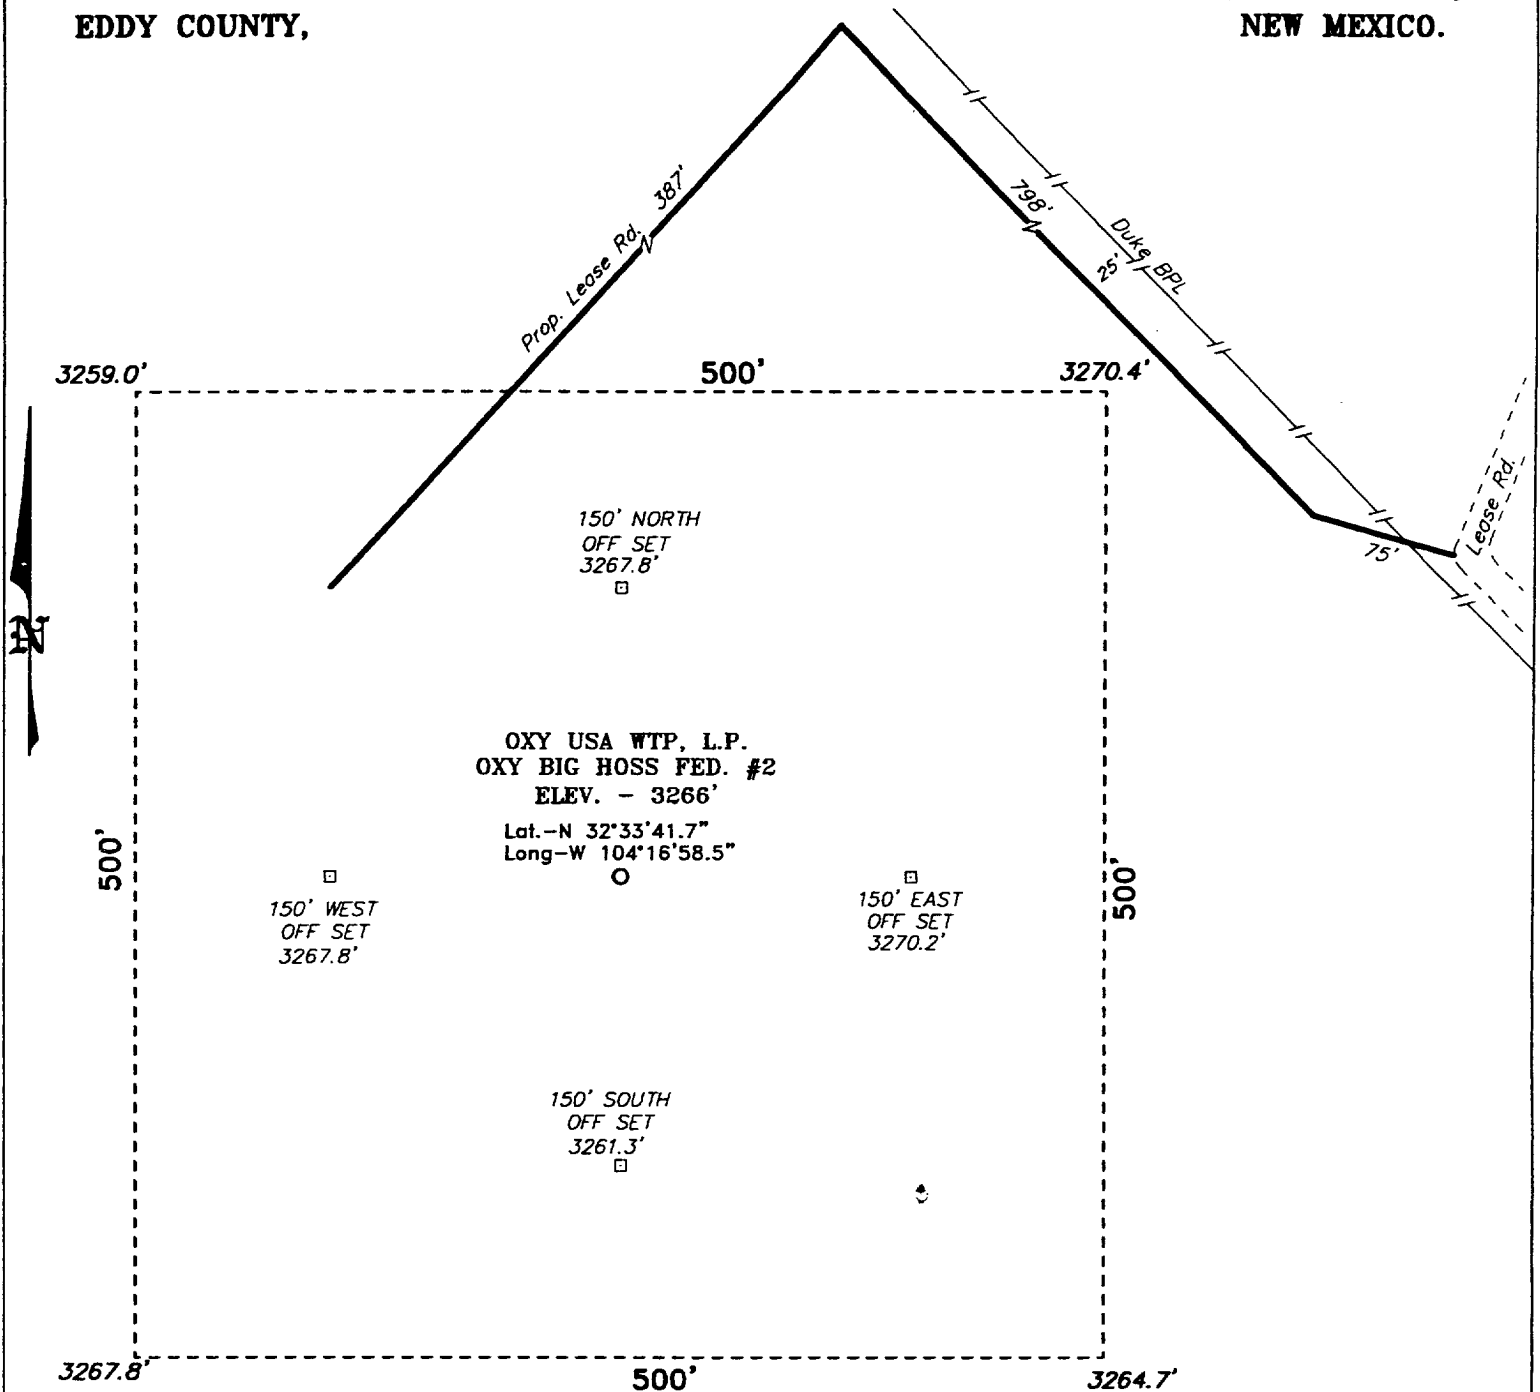 EDDY COUNTY,
NEW MEXICO.
Prop. Lease Rd. 387'
798'
25'
Duke BPL
3259.0'
500'
3270.4'
Lease Rd.
75'
150' NORTH
OFF SET
3267.8'
N
OXY USA WTP, L.P.
OXY BIG HOSS FED. #2
ELEV. - 3266'
Lat.-N 32°33'41.7"
Long-W 104°16'58.5"
500'
500'
150' WEST
OFF SET
3267.8'
150' EAST
OFF SET
3270.2'
150' SOUTH
OFF SET
3261.3'
3267.8'
500'
3264.7'